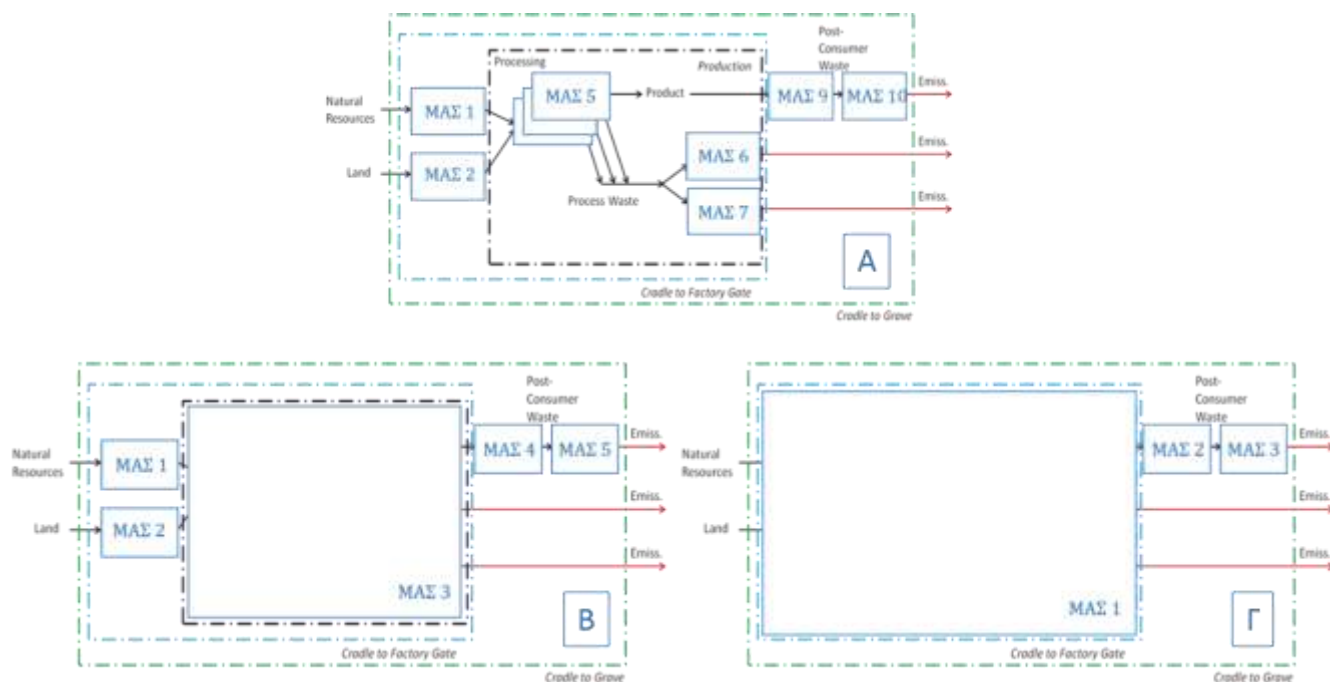 Post-
Consumer
Waste
Processing
Production
Emiss.
ΜΑΣ 5
Product
ΜΑΣ 9
ΜΑΣ 10
Natural
Resources
ΜΑΣ 1
Emiss.
ΜΑΣ 6
Land
ΜΑΣ 2
Process Waste
Emiss.
ΜΑΣ 7
Α
Cradle to Factory Gate
Cradle to Grave
Post-
Consumer
Waste
Emiss.
Natural
Resources
ΜΑΣ 1
ΜΑΣ 4
ΜΑΣ 5
Emiss.
Land
ΜΑΣ 2
Emiss.
ΜΑΣ 3
Β
Cradle to Factory Gate
Cradle to Grave
Post-
Consumer
Waste
Emiss.
Natural
Resources
ΜΑΣ 2
ΜΑΣ 3
Emiss.
Land
Emiss.
ΜΑΣ 1
Γ
Cradle to Factory Gate
Cradle to Grave